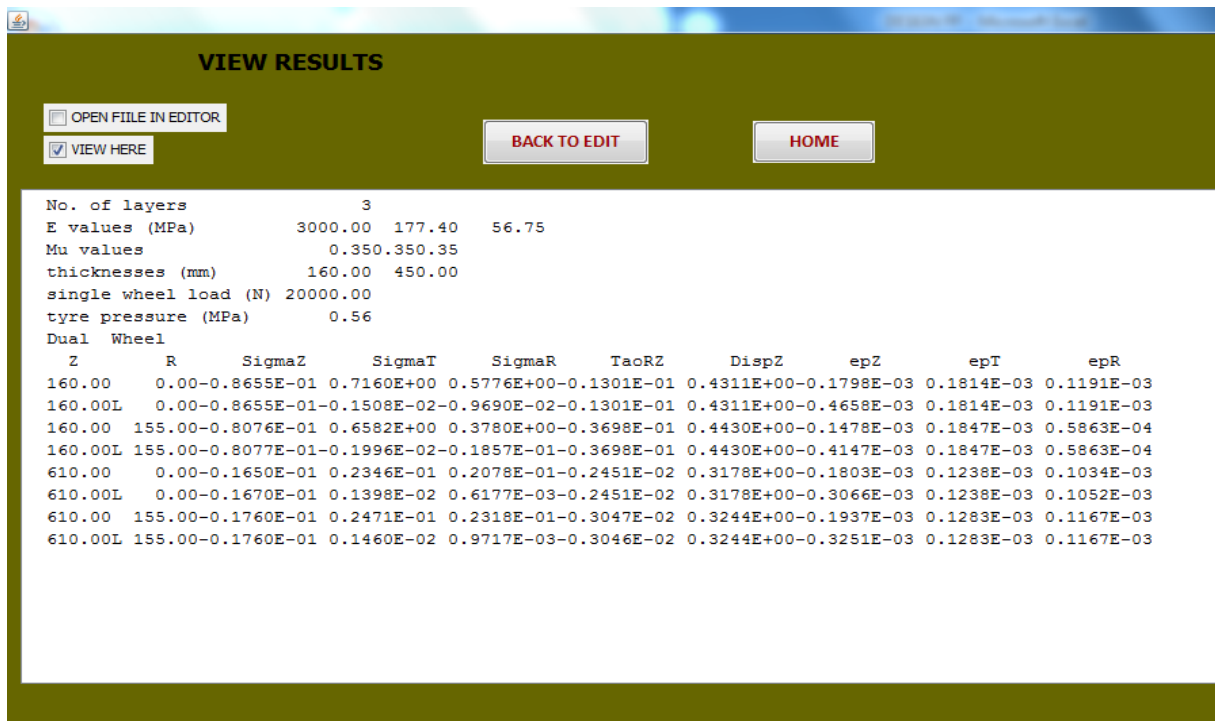 VIEW RESULTS
OPEN FIILE IN EDITOR
VIEW HERE
BACK TO EDIT
HOME
No. of layers 3
E values (MPa) 3000.00 177.40 56.75
Mu values 0.350.350.35
thicknesses (mm) 160.00 450.00
single wheel load (N) 20000.00
tyre pressure (MPa) 0.56
Dual Wheel
Z R SigmaZ SigmaT SigmaR TaoRZ DispZ epZ epT epR
160.00 0.00-0.8655E-01 0.7160E+00 0.5776E+00-0.1301E-01 0.4311E+00-0.1798E-03 0.1814E-03 0.1191E-03
160.00L 0.00-0.8655E-01-0.1508E-02-0.9690E-02-0.1301E-01 0.4311E+00-0.4658E-03 0.1814E-03 0.1191E-03
160.00 155.00-0.8076E-01 0.6582E+00 0.3780E+00-0.3698E-01 0.4430E+00-0.1478E-03 0.1847E-03 0.5863E-04
160.00L 155.00-0.8077E-01-0.1996E-02-0.1857E-01-0.3698E-01 0.4430E+00-0.4147E-03 0.1847E-03 0.5863E-04
610.00 0.00-0.1650E-01 0.2346E-01 0.2078E-01-0.2451E-02 0.3178E+00-0.1803E-03 0.1238E-03 0.1034E-03
610.00L 0.00-0.1670E-01 0.1398E-02 0.6177E-03-0.2451E-02 0.3178E+00-0.3066E-03 0.1238E-03 0.1052E-03
610.00 155.00-0.1760E-01 0.2471E-01 0.2318E-01-0.3047E-02 0.3244E+00-0.1937E-03 0.1283E-03 0.1167E-03
610.00L 155.00-0.1760E-01 0.1460E-02 0.9717E-03-0.3046E-02 0.3244E+00-0.3251E-03 0.1283E-03 0.1167E-03